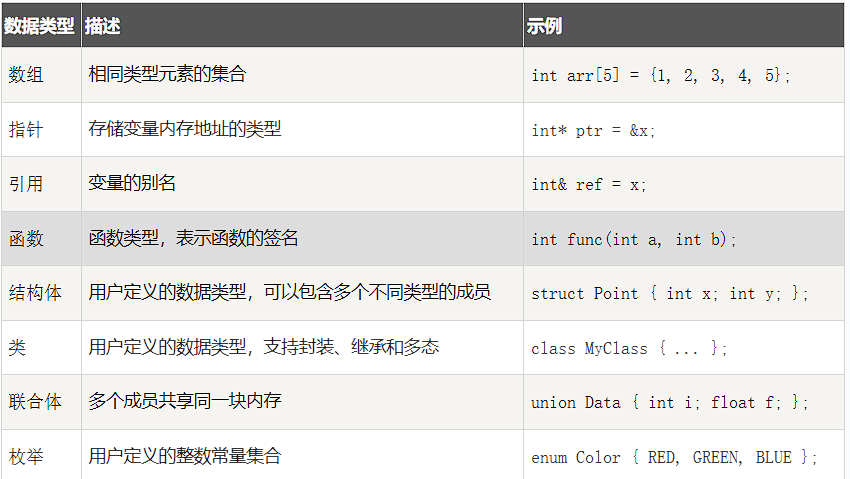 数据类型 描述 示例
数组 相同类型元素的集合 int arr[5] = {1, 2, 3, 4, 5};
指针 存储变量内存地址的类型 int* ptr = &x;
引用 变量的别名 int& ref = x;
函数 函数类型，表示函数的签名 int func(int a, int b);
结构体 用户定义的数据类型，可以包含多个不同类型的成员 struct Point { int x; int y; };
类 用户定义的数据类型，支持封装、继承和多态 class MyClass { ... };
联合体 多个成员共享同一块内存 union Data { int i; float f; };
枚举 用户定义的整数常量集合 enum Color { RED, GREEN, BLUE };